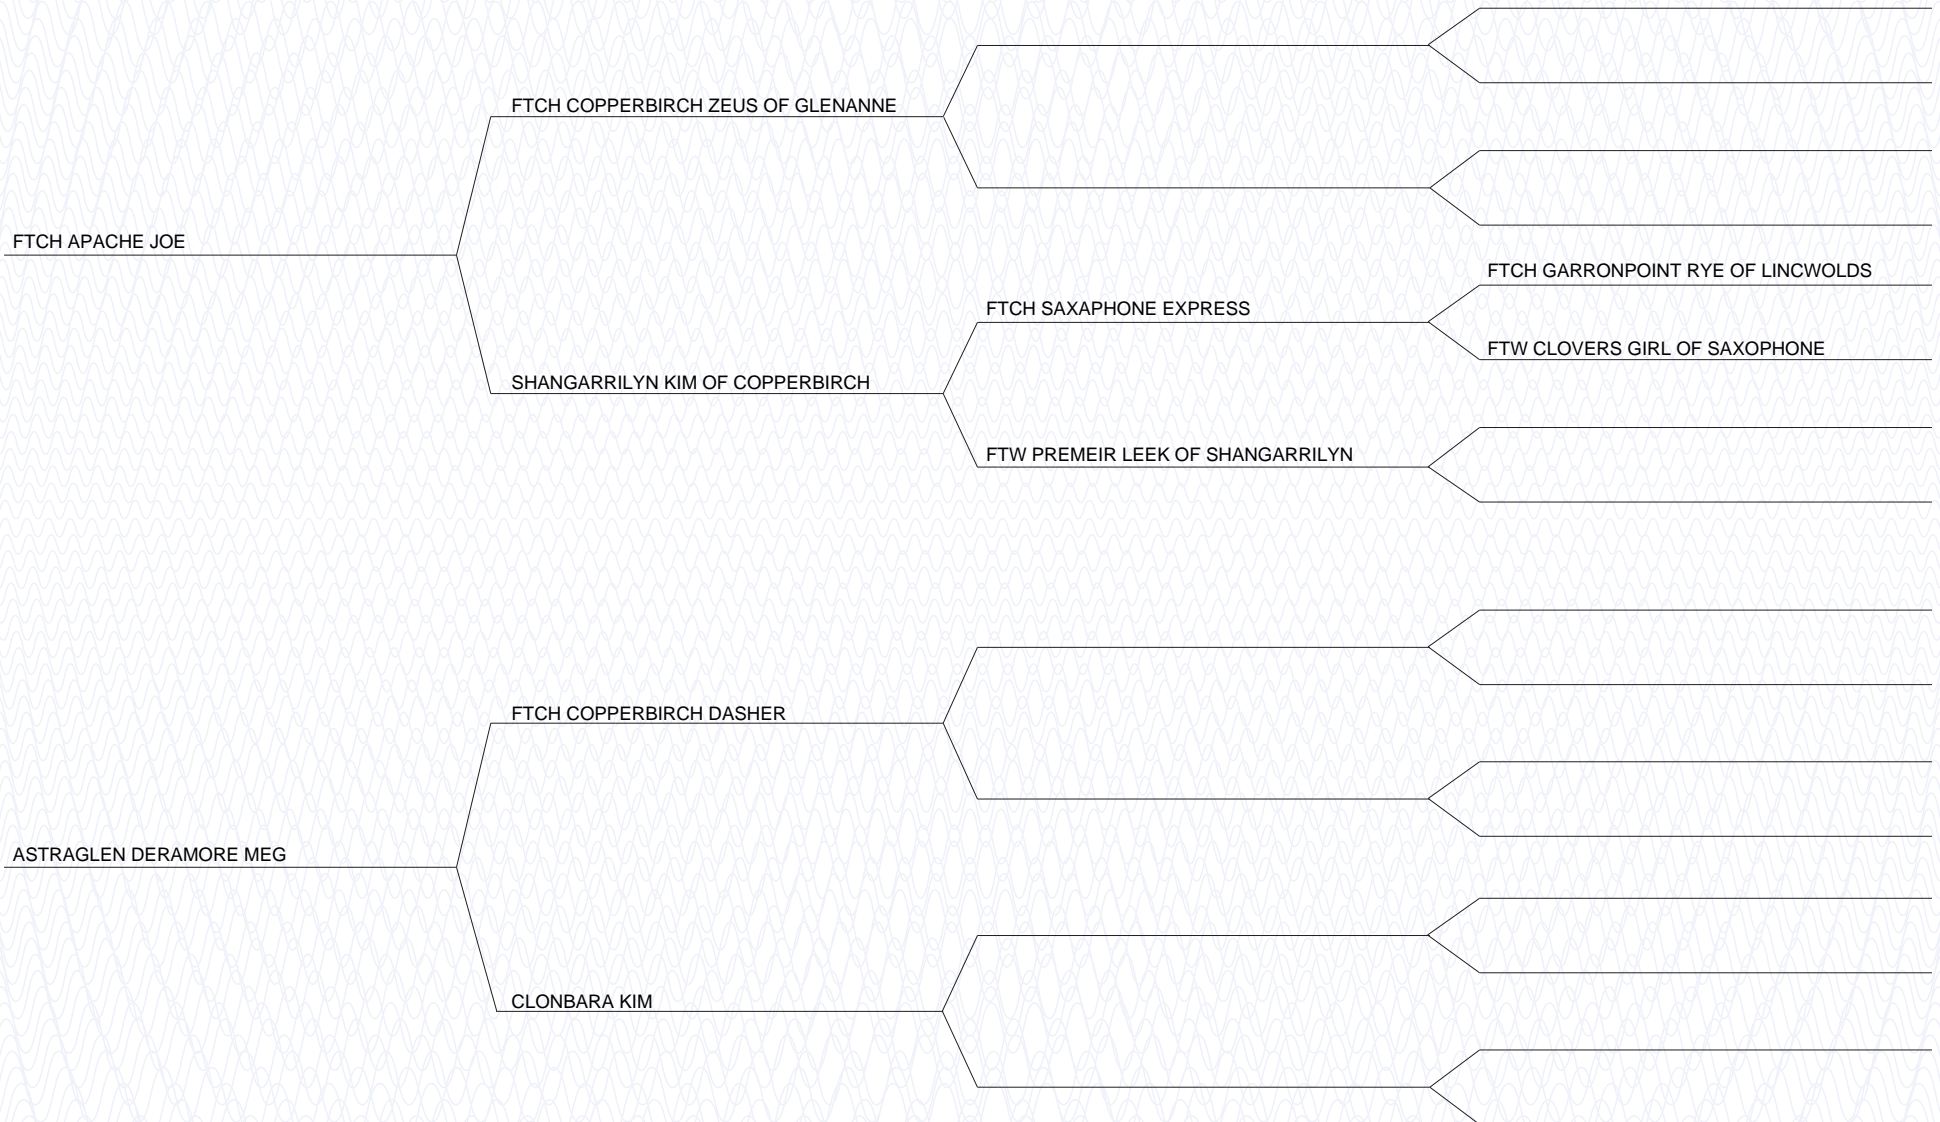 FTCH COPPERBIRCH ZEUS OF GLENANNE
FTCH APACHE JOE
FTCH GARRONPOINT RYE OF LINCWOLDS
FTCH SAXAPHONE EXPRESS
FTW CLOVERS GIRL OF SAXOPHONE
SHANGARRILYN KIM OF COPPERBIRCH
FTW PREMEIR LEEK OF SHANGARRILYN
FTCH COPPERBIRCH DASHER
ASTRAGLEN DERAMORE MEG
CLONBARA KIM